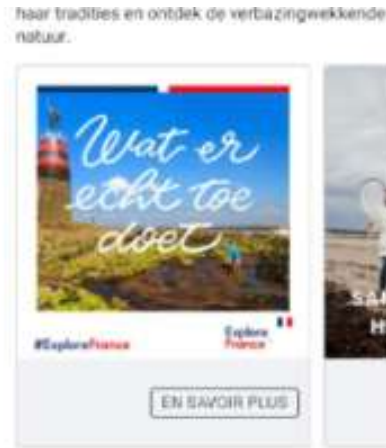 haar tradities en ontdek de verbazingwekkende
natuur.
Wat er
echt toe
doet
#ExploreFrance
Explore
France
EN SAVOIR PLUS